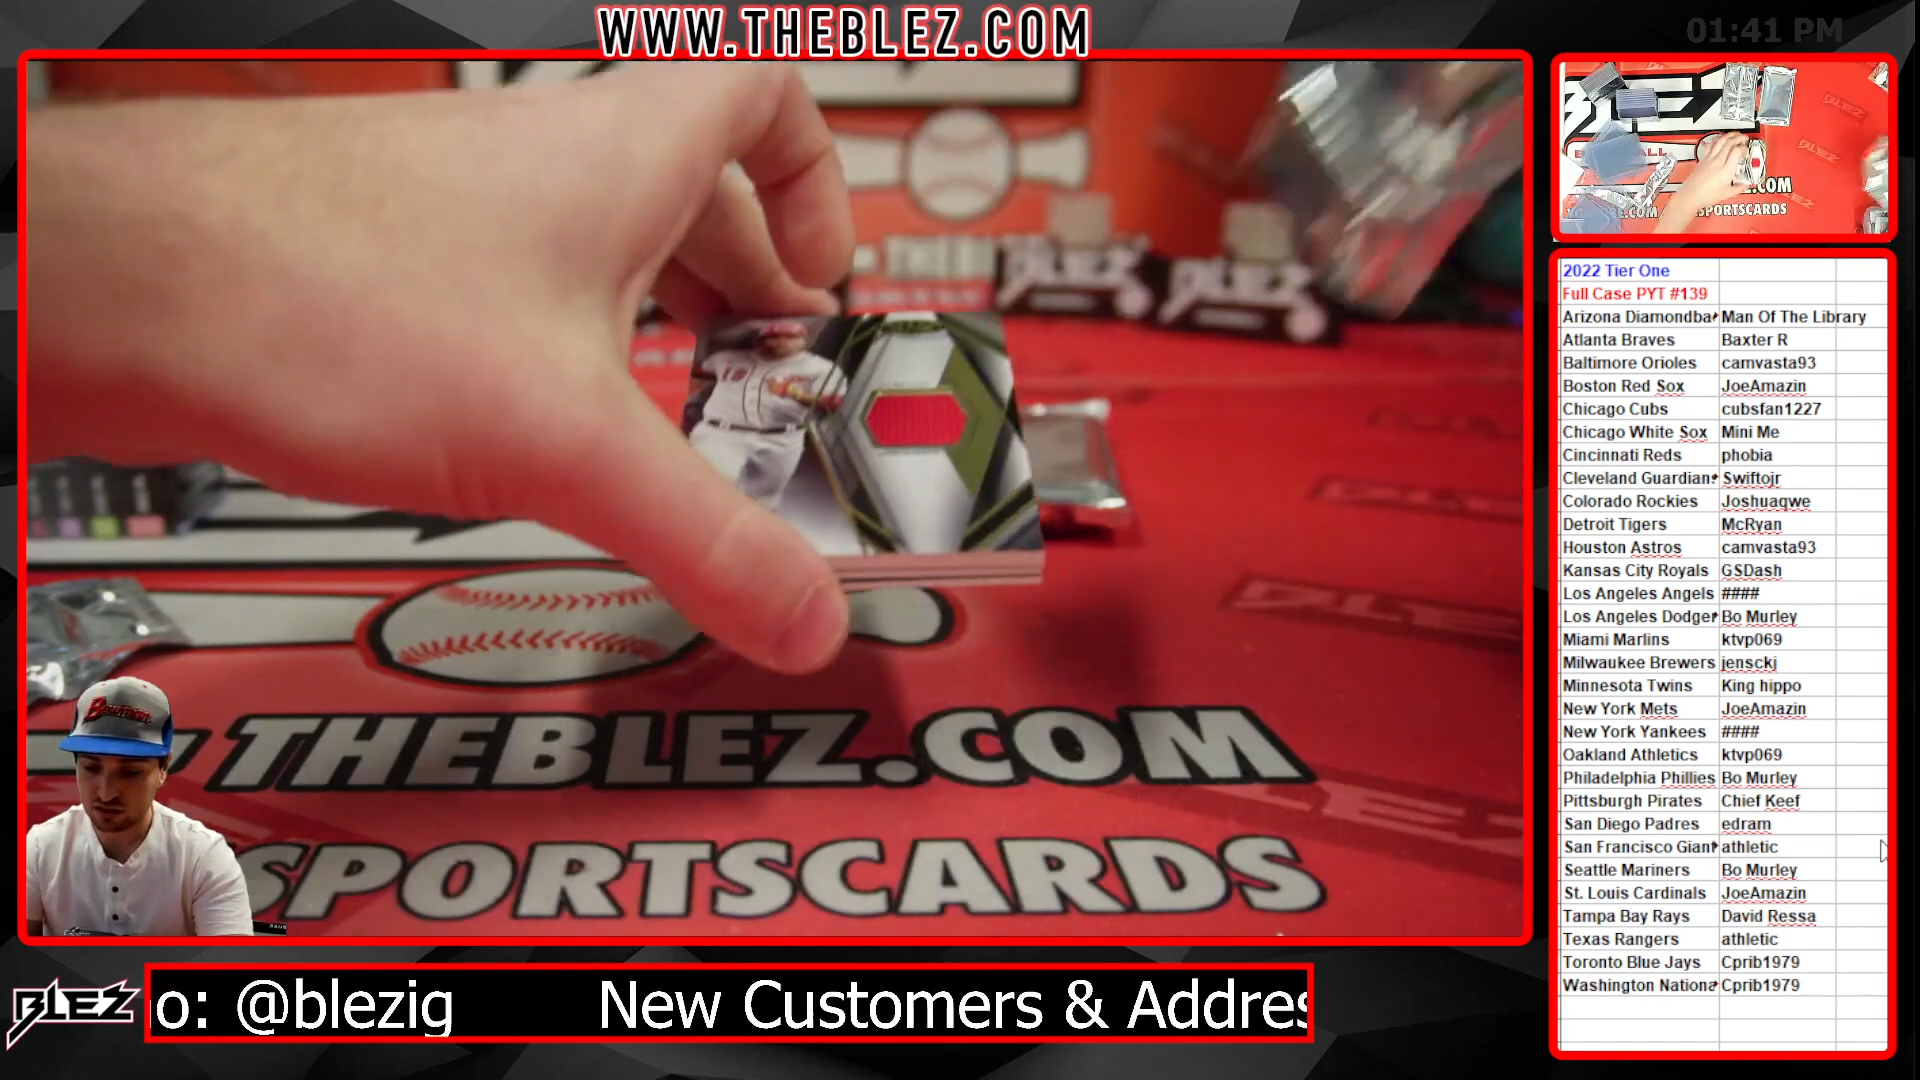 WWW.THEBLEZ.COM
01:41 PM
BLEZ
BLEZ
THEBLEZ.COM
SPORTSCARDS
Bowman
.COM
SPORTSCARDS
2022 Tier One
Full Case PYT #139
Arizona Diamondba Man Of The Library
Atlanta Braves Baxter R
Baltimore Orioles camvasta93
Boston Red Sox JoeAmazin
Chicago Cubs cubsfan1227
Chicago White Sox Mini Me
Cincinnati Reds phobia
Cleveland Guardian Swiftojr
Colorado Rockies Joshuaqwe
Detroit Tigers McRyan
Houston Astros camvasta93
Kansas City Royals GSDash
Los Angeles Angels ####
Los Angeles Dodger Bo Murley
Miami Marlins ktvp069
Milwaukee Brewers jensckj
Minnesota Twins King hippo
New York Mets JoeAmazin
New York Yankees ####
Oakland Athletics ktvp069
Philadelphia Phillies Bo Murley
Pittsburgh Pirates Chief Keef
San Diego Padres edram
San Francisco Giant athletic
Seattle Mariners Bo Murley
St. Louis Cardinals JoeAmazin
Tampa Bay Rays David Ressa
Texas Rangers athletic
Toronto Blue Jays Cprib1979
Washington Nationa Cprib1979
BLEZ
o: @blezig New Customers & Addres